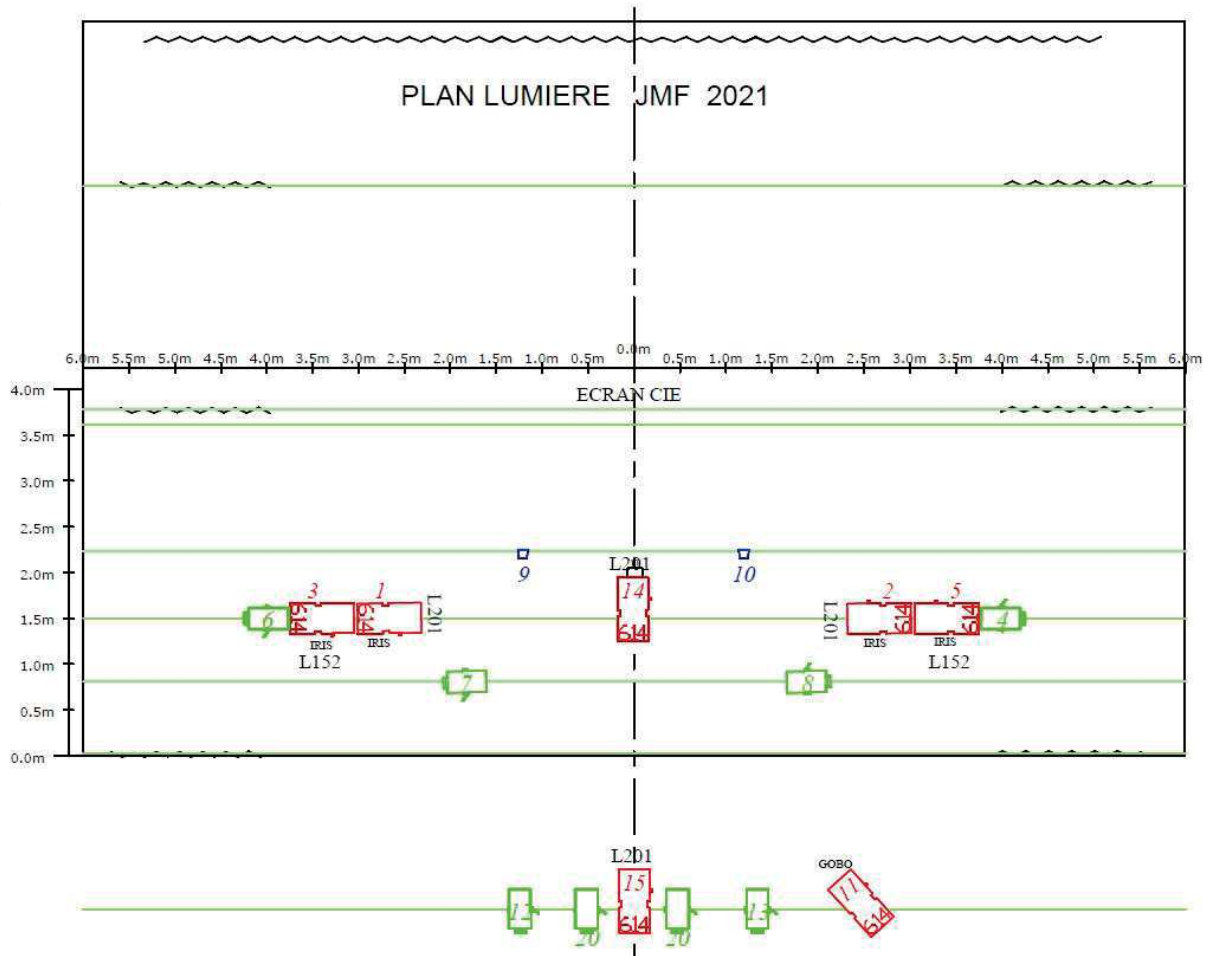 PLAN LUMIERE JMF 2021
6.0m 5.5m 5.0m 4.5m 4.0m 3.5m 3.0m 2.5m 2.0m 1.5m 1.0m 0.5m 0.0m 0.5m 1.0m 1.5m 2.0m 2.5m 3.0m 3.5m 4.0m 4.5m 5.0m 5.5m 6.0m
4.0m
ECRAN CIE
3.5m
3.0m
2.5m
2.0m
9
L201
10
1.5m
6
3
614
IRIS
L152
1
614
IRIS
L201
14
614
L201
2
614
IRIS
5
614
IRIS
L152
4
1.0m
7
8
0.5m
0.0m
L201
GOBO
12
20
15
614
20
13
11
614